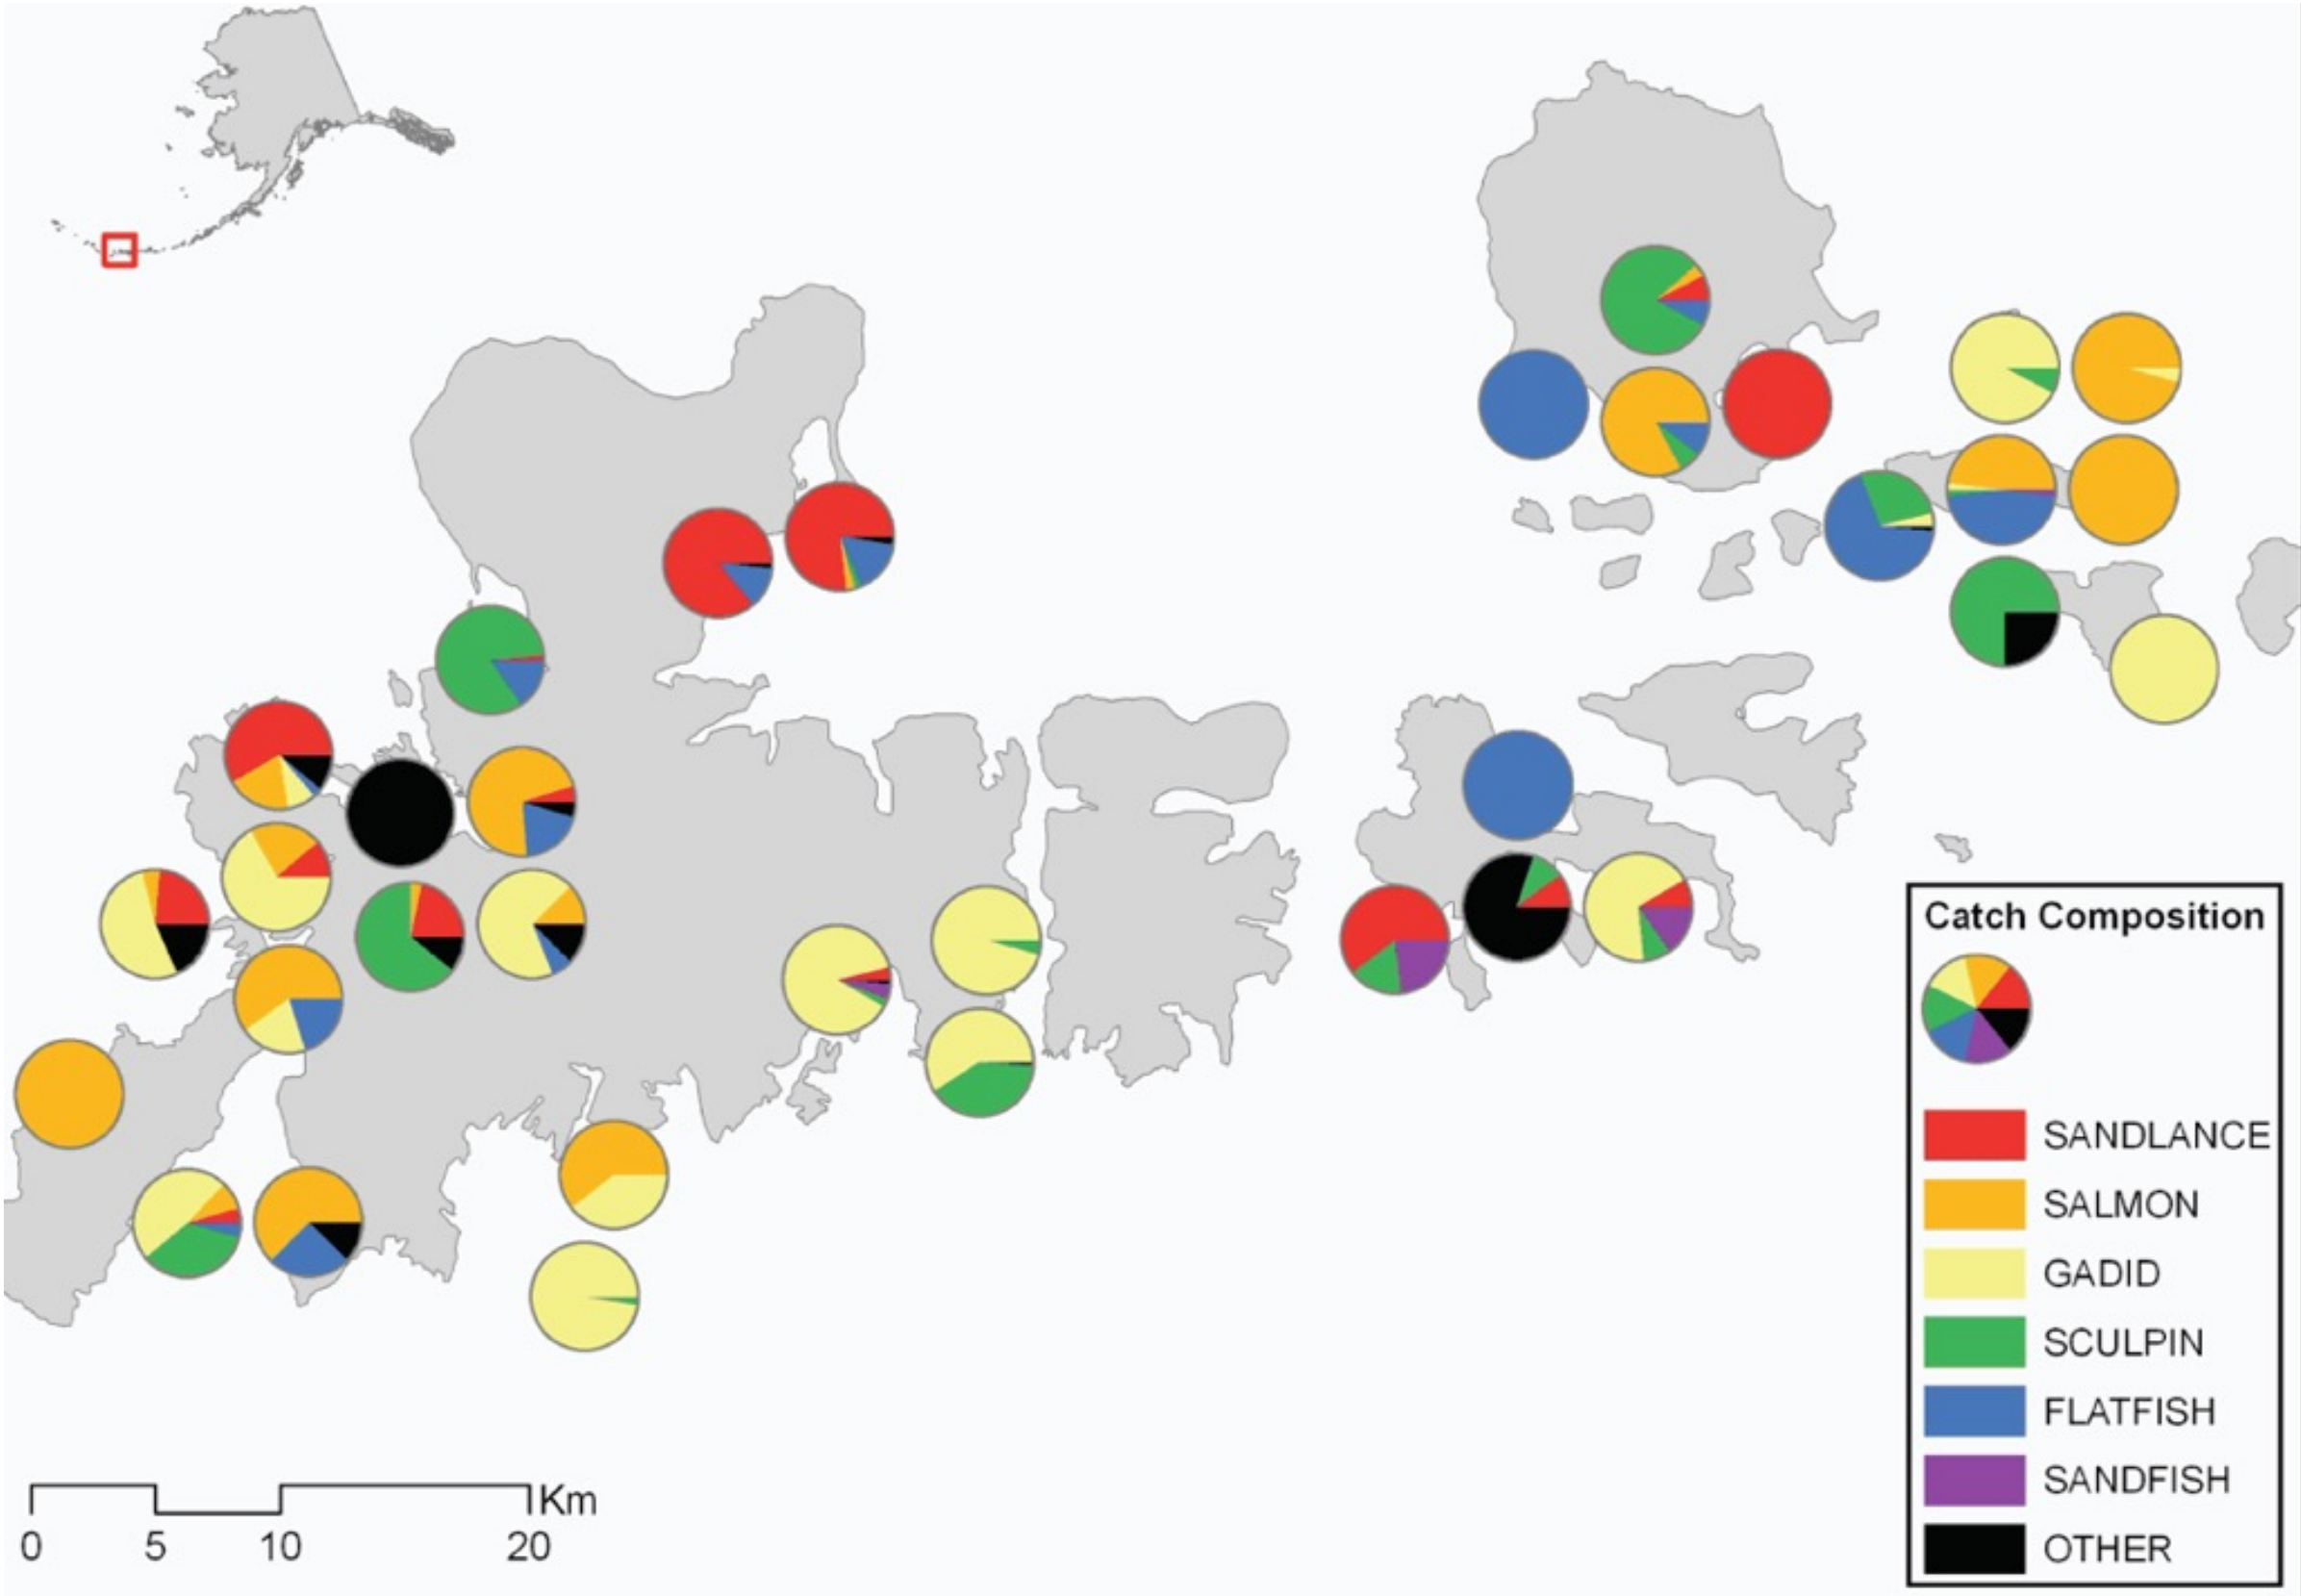 Catch Composition
SANDLANCE
SALMON
GADID
SCULPIN
FLATFISH
SANDFISH
OTHER
Km
0 5 10 20